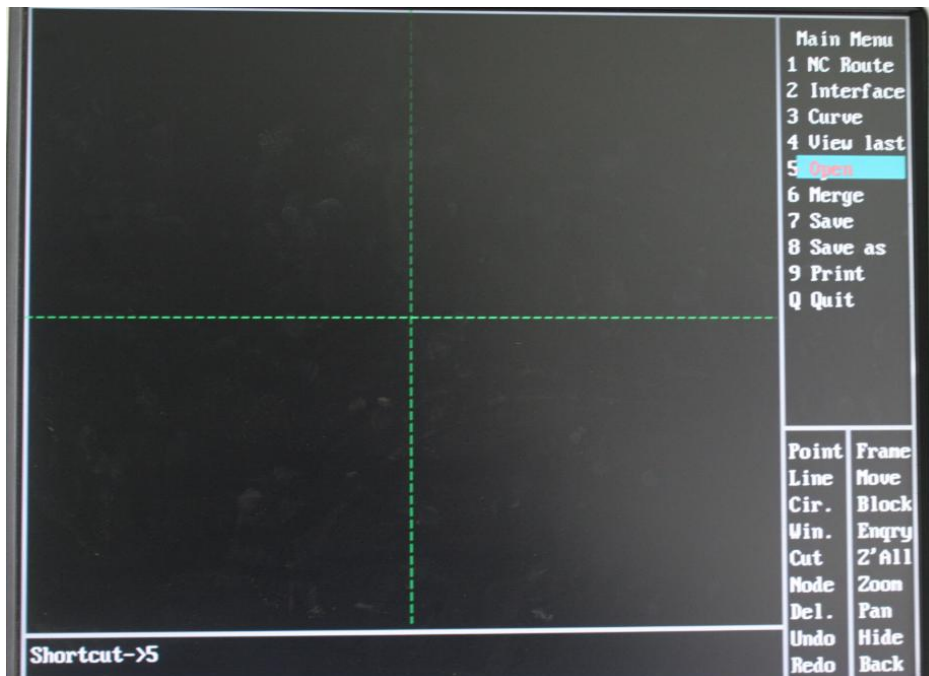 Main Menu
1 NC Route
2 Interface
3 Curve
4 View last
5 Open
6 Merge
7 Save
8 Save as
9 Print
Q Quit
Point Frame
Line Move
Cir. Block
Win. Enqry
Cut Z'All
Node Zoom
Del. Pan
Undo Hide
Redo Back
Shortcut->5